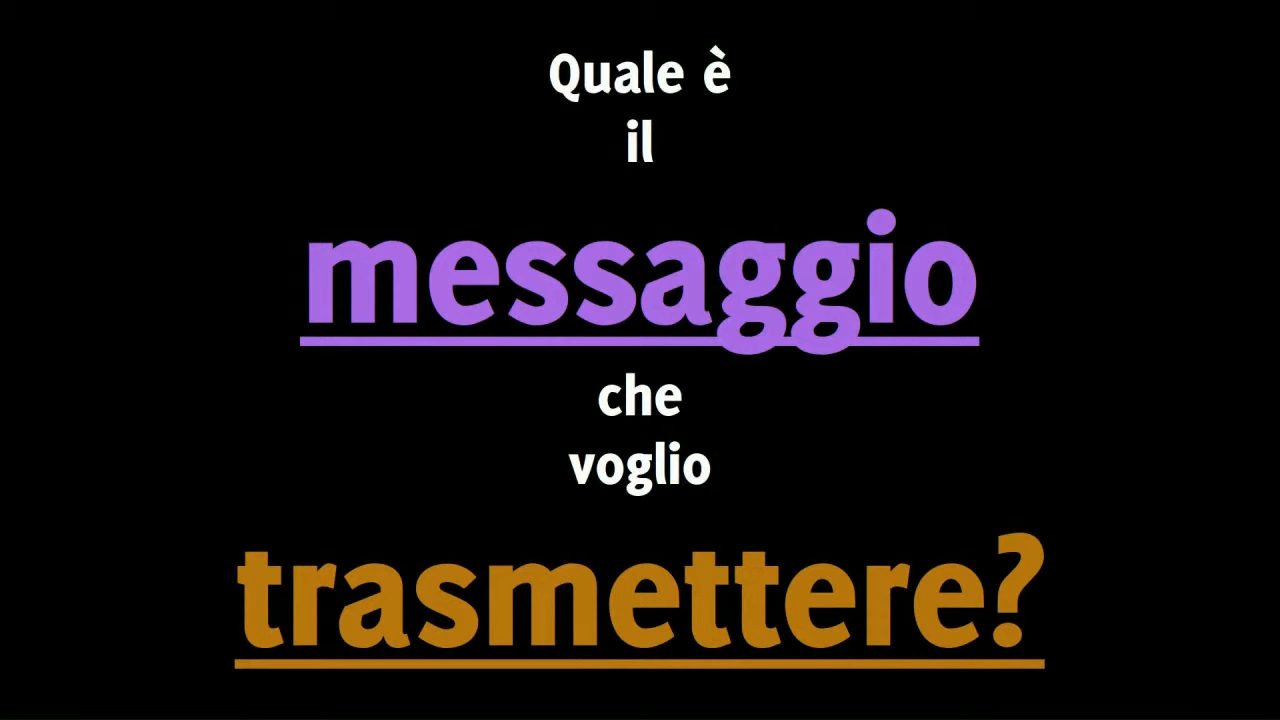 Quale è
il
messaggio
che
voglio
trasmettere?